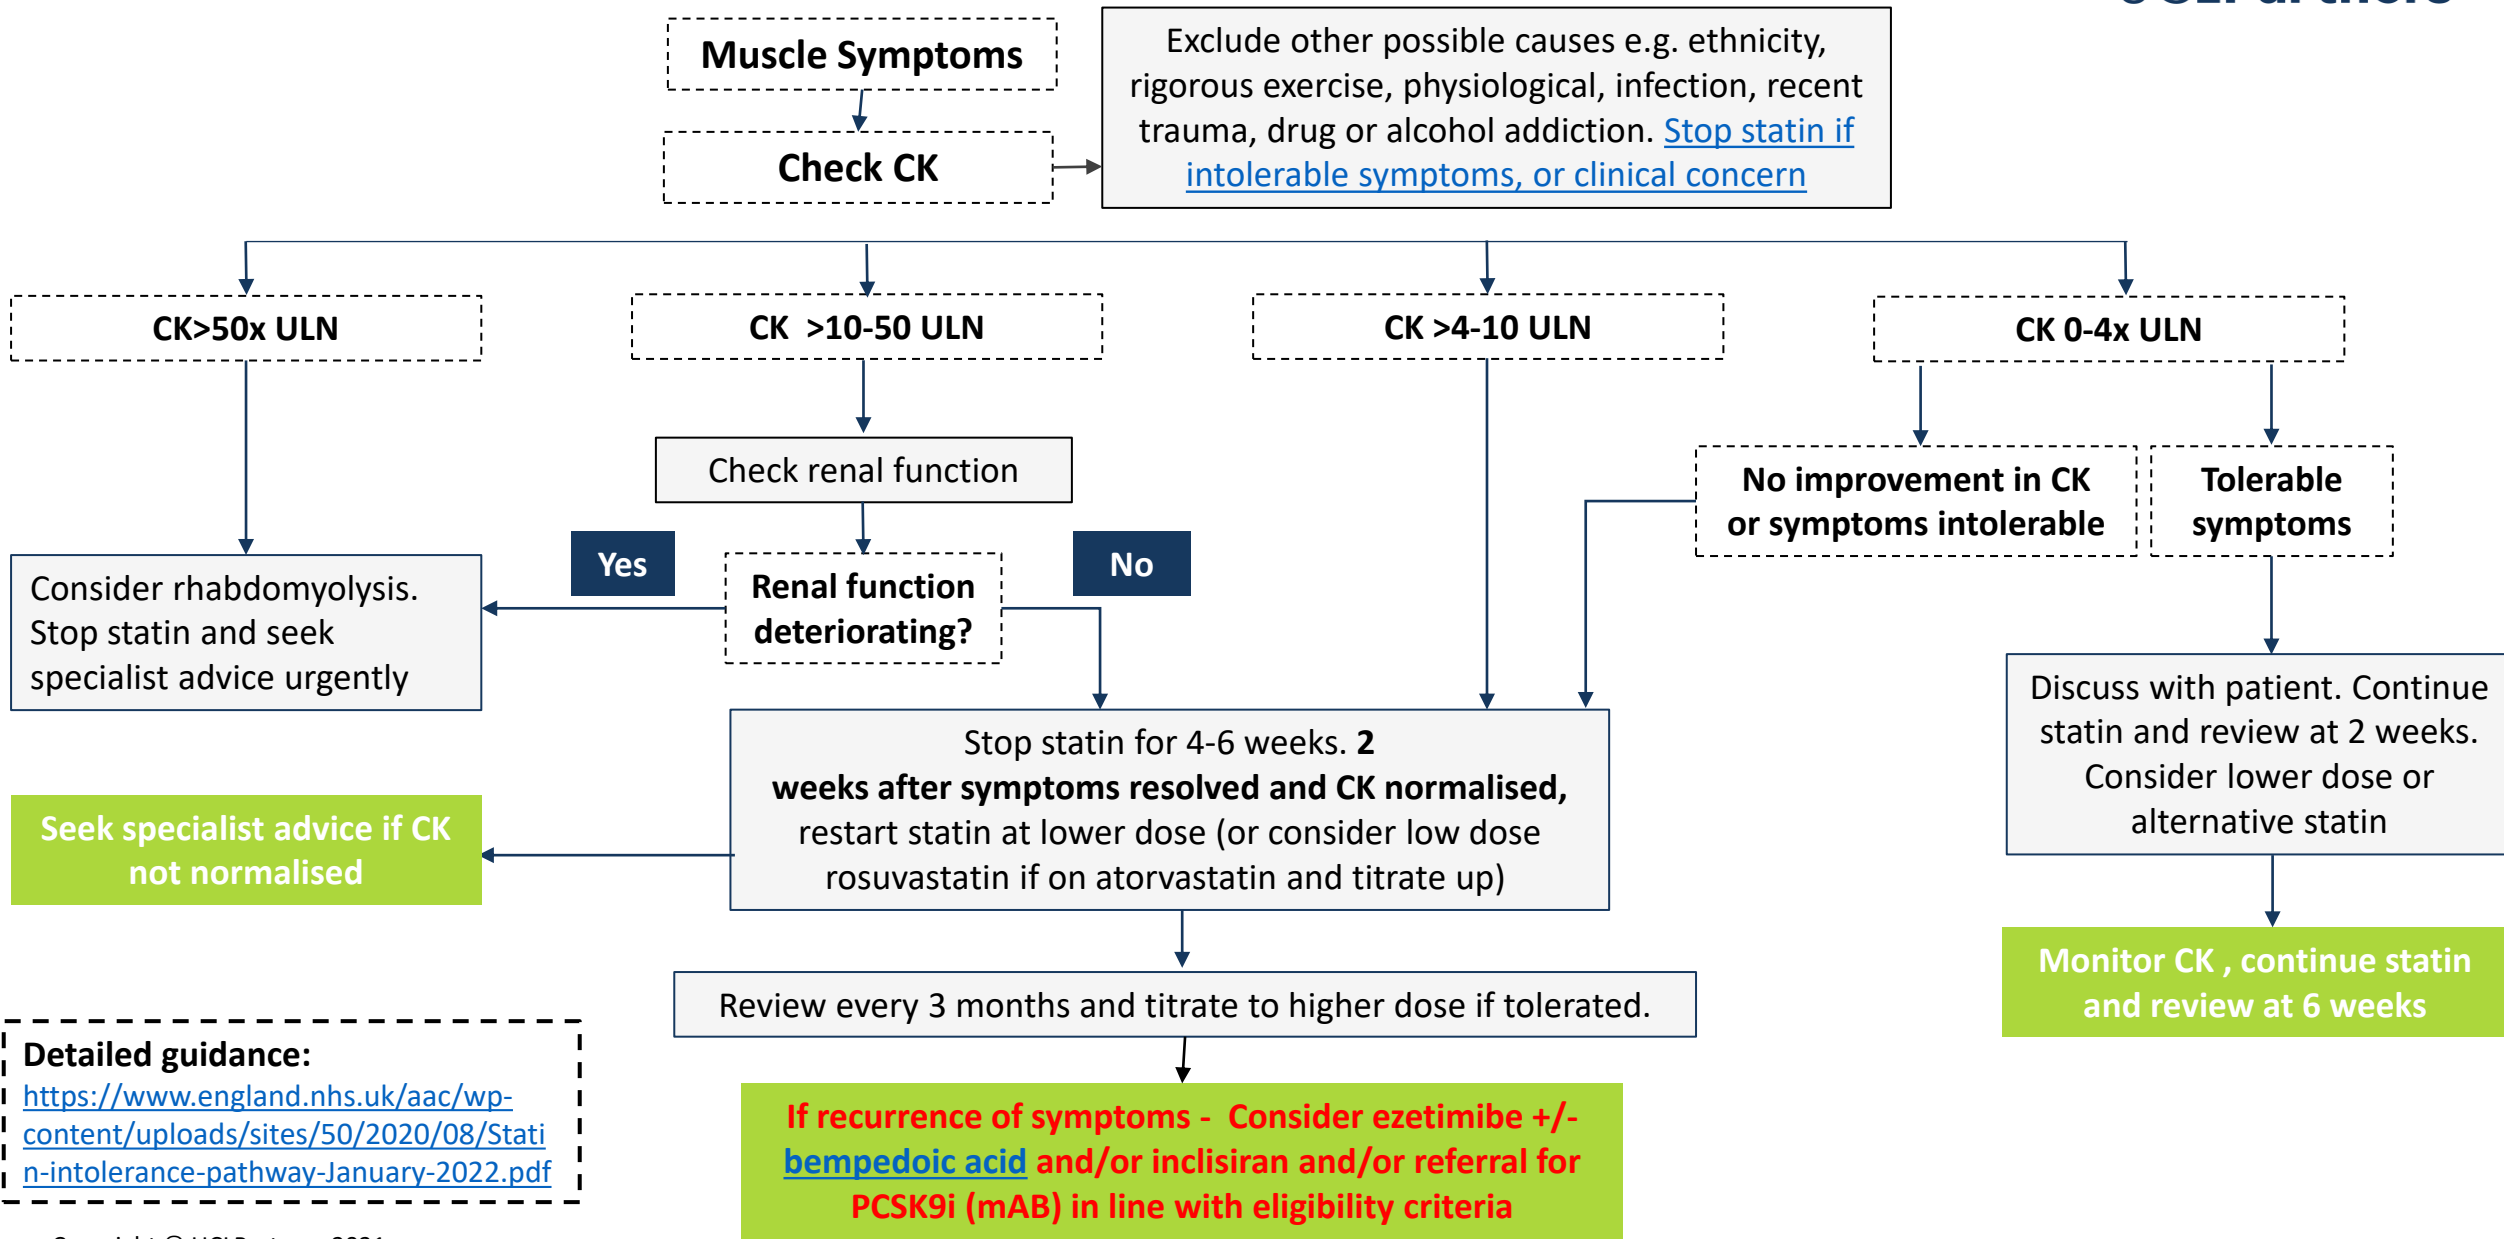 Muscle Symptoms
Check CK
Exclude other possible causes e.g. ethnicity,
rigorous exercise, physiological, infection, recent
trauma, drug or alcohol addiction. Stop statin if
intolerable symptoms, or clinical concern
CK>50x ULN
CK >10-50 ULN
CK >4-10 ULN
CK 0-4x ULN
Check renal function
No improvement in CK
or symptoms intolerable
Tolerable
symptoms
Yes
No
Renal function
deteriorating?
Consider rhabdomyolysis.
Stop statin and seek
specialist advice urgently
Discuss with patient. Continue
statin and review at 2 weeks.
Consider lower dose or
alternative statin
Stop statin for 4-6 weeks. 2
weeks after symptoms resolved and CK normalised,
restart statin at lower dose (or consider low dose
rosuvastatin if on atorvastatin and titrate up)
Seek specialist advice if CK
not normalised
Monitor CK , continue statin
and review at 6 weeks
Review every 3 months and titrate to higher dose if tolerated.
Detailed guidance:
https://www.england.nhs.uk/aac/wp-
content/uploads/sites/50/2020/08/Stati
n-intolerance-pathway-January-2022.pdf
If recurrence of symptoms - Consider ezetimibe +/-
bempedoic acid and/or inclisiran and/or referral for
PCSK9i (mAB) in line with eligibility criteria